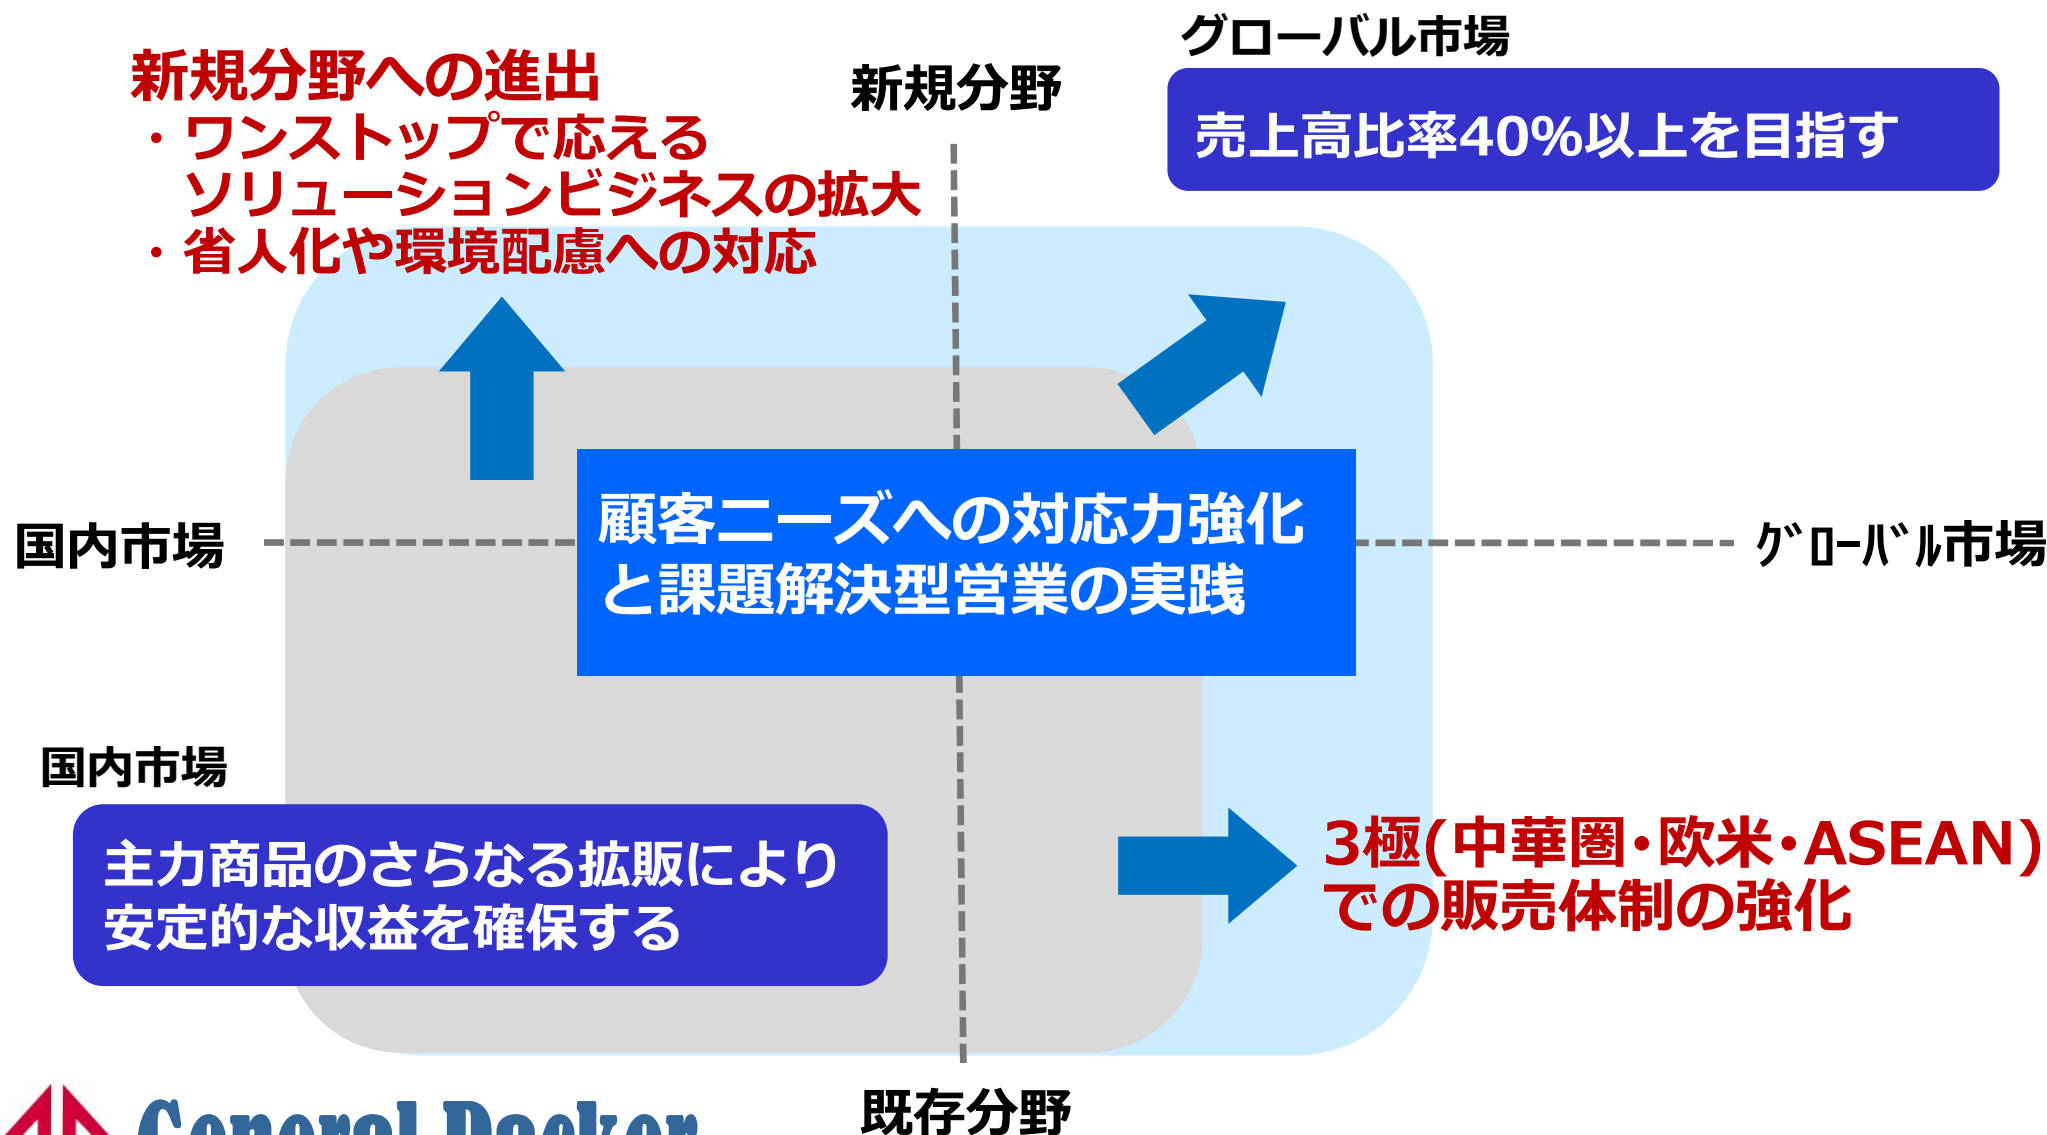 グローバル市場
売上高比率40%以上を目指す
新規分野への進出
・ワンストップで応える
ソリューションビジネスの拡大
・省人化や環境配慮への対応
新規分野
国内市場
顧客ニーズへの対応力強化
と課題解決型営業の実践
ｸﾞﾛｰﾊﾞﾙ市場
国内市場
主力商品のさらなる拡販により
安定的な収益を確保する
3極(中華圏・欧米・ASEAN)
での販売体制の強化
既存分野
General Packer